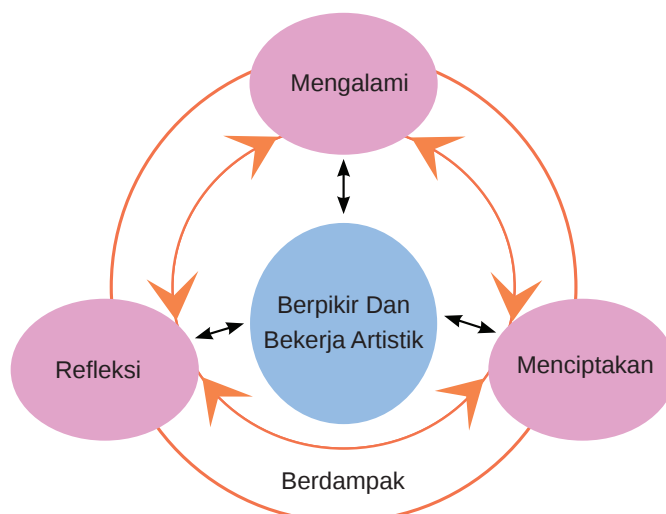 Mengalami
Berpikir Dan
Bekerja Artistik
Refleksi
Menciptakan
Berdampak